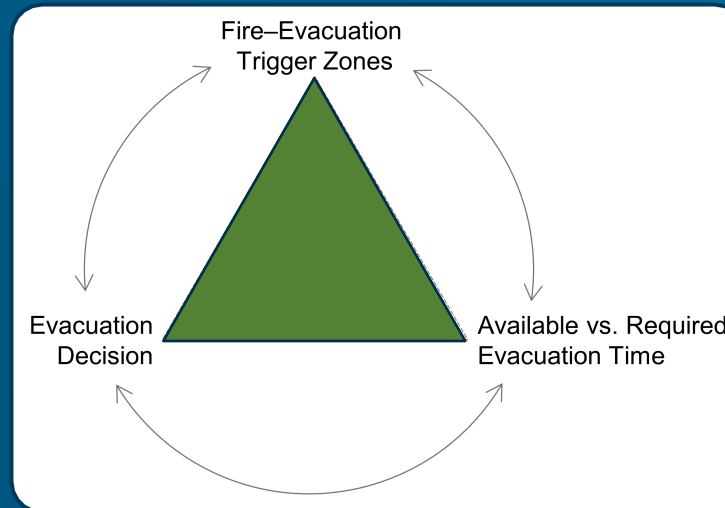 Fire–Evacuation
Trigger Zones
Evacuation
Decision
Available vs. Required
Evacuation Time